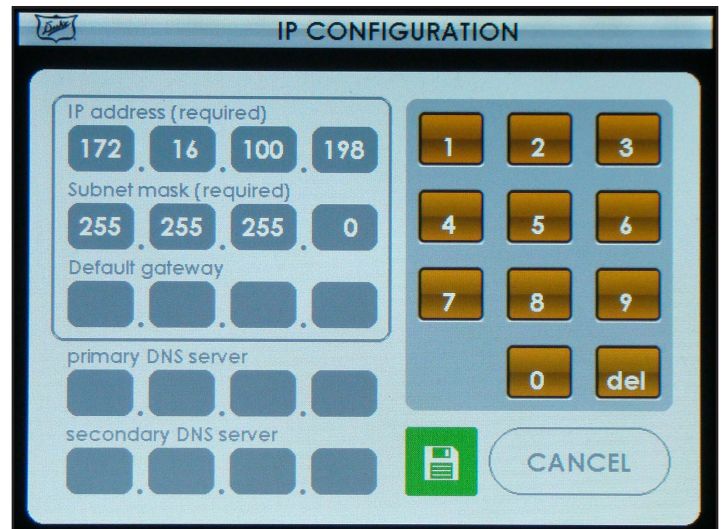 Duke
IP CONFIGURATION
IP address (required)
172 . 16 . 100 . 198
Subnet mask (required)
255 . 255 . 255 . 0
Default gateway
. . .
primary DNS server
. . .
secondary DNS server
. . .
1 2 3
4 5 6
7 8 9
0 del
CANCEL